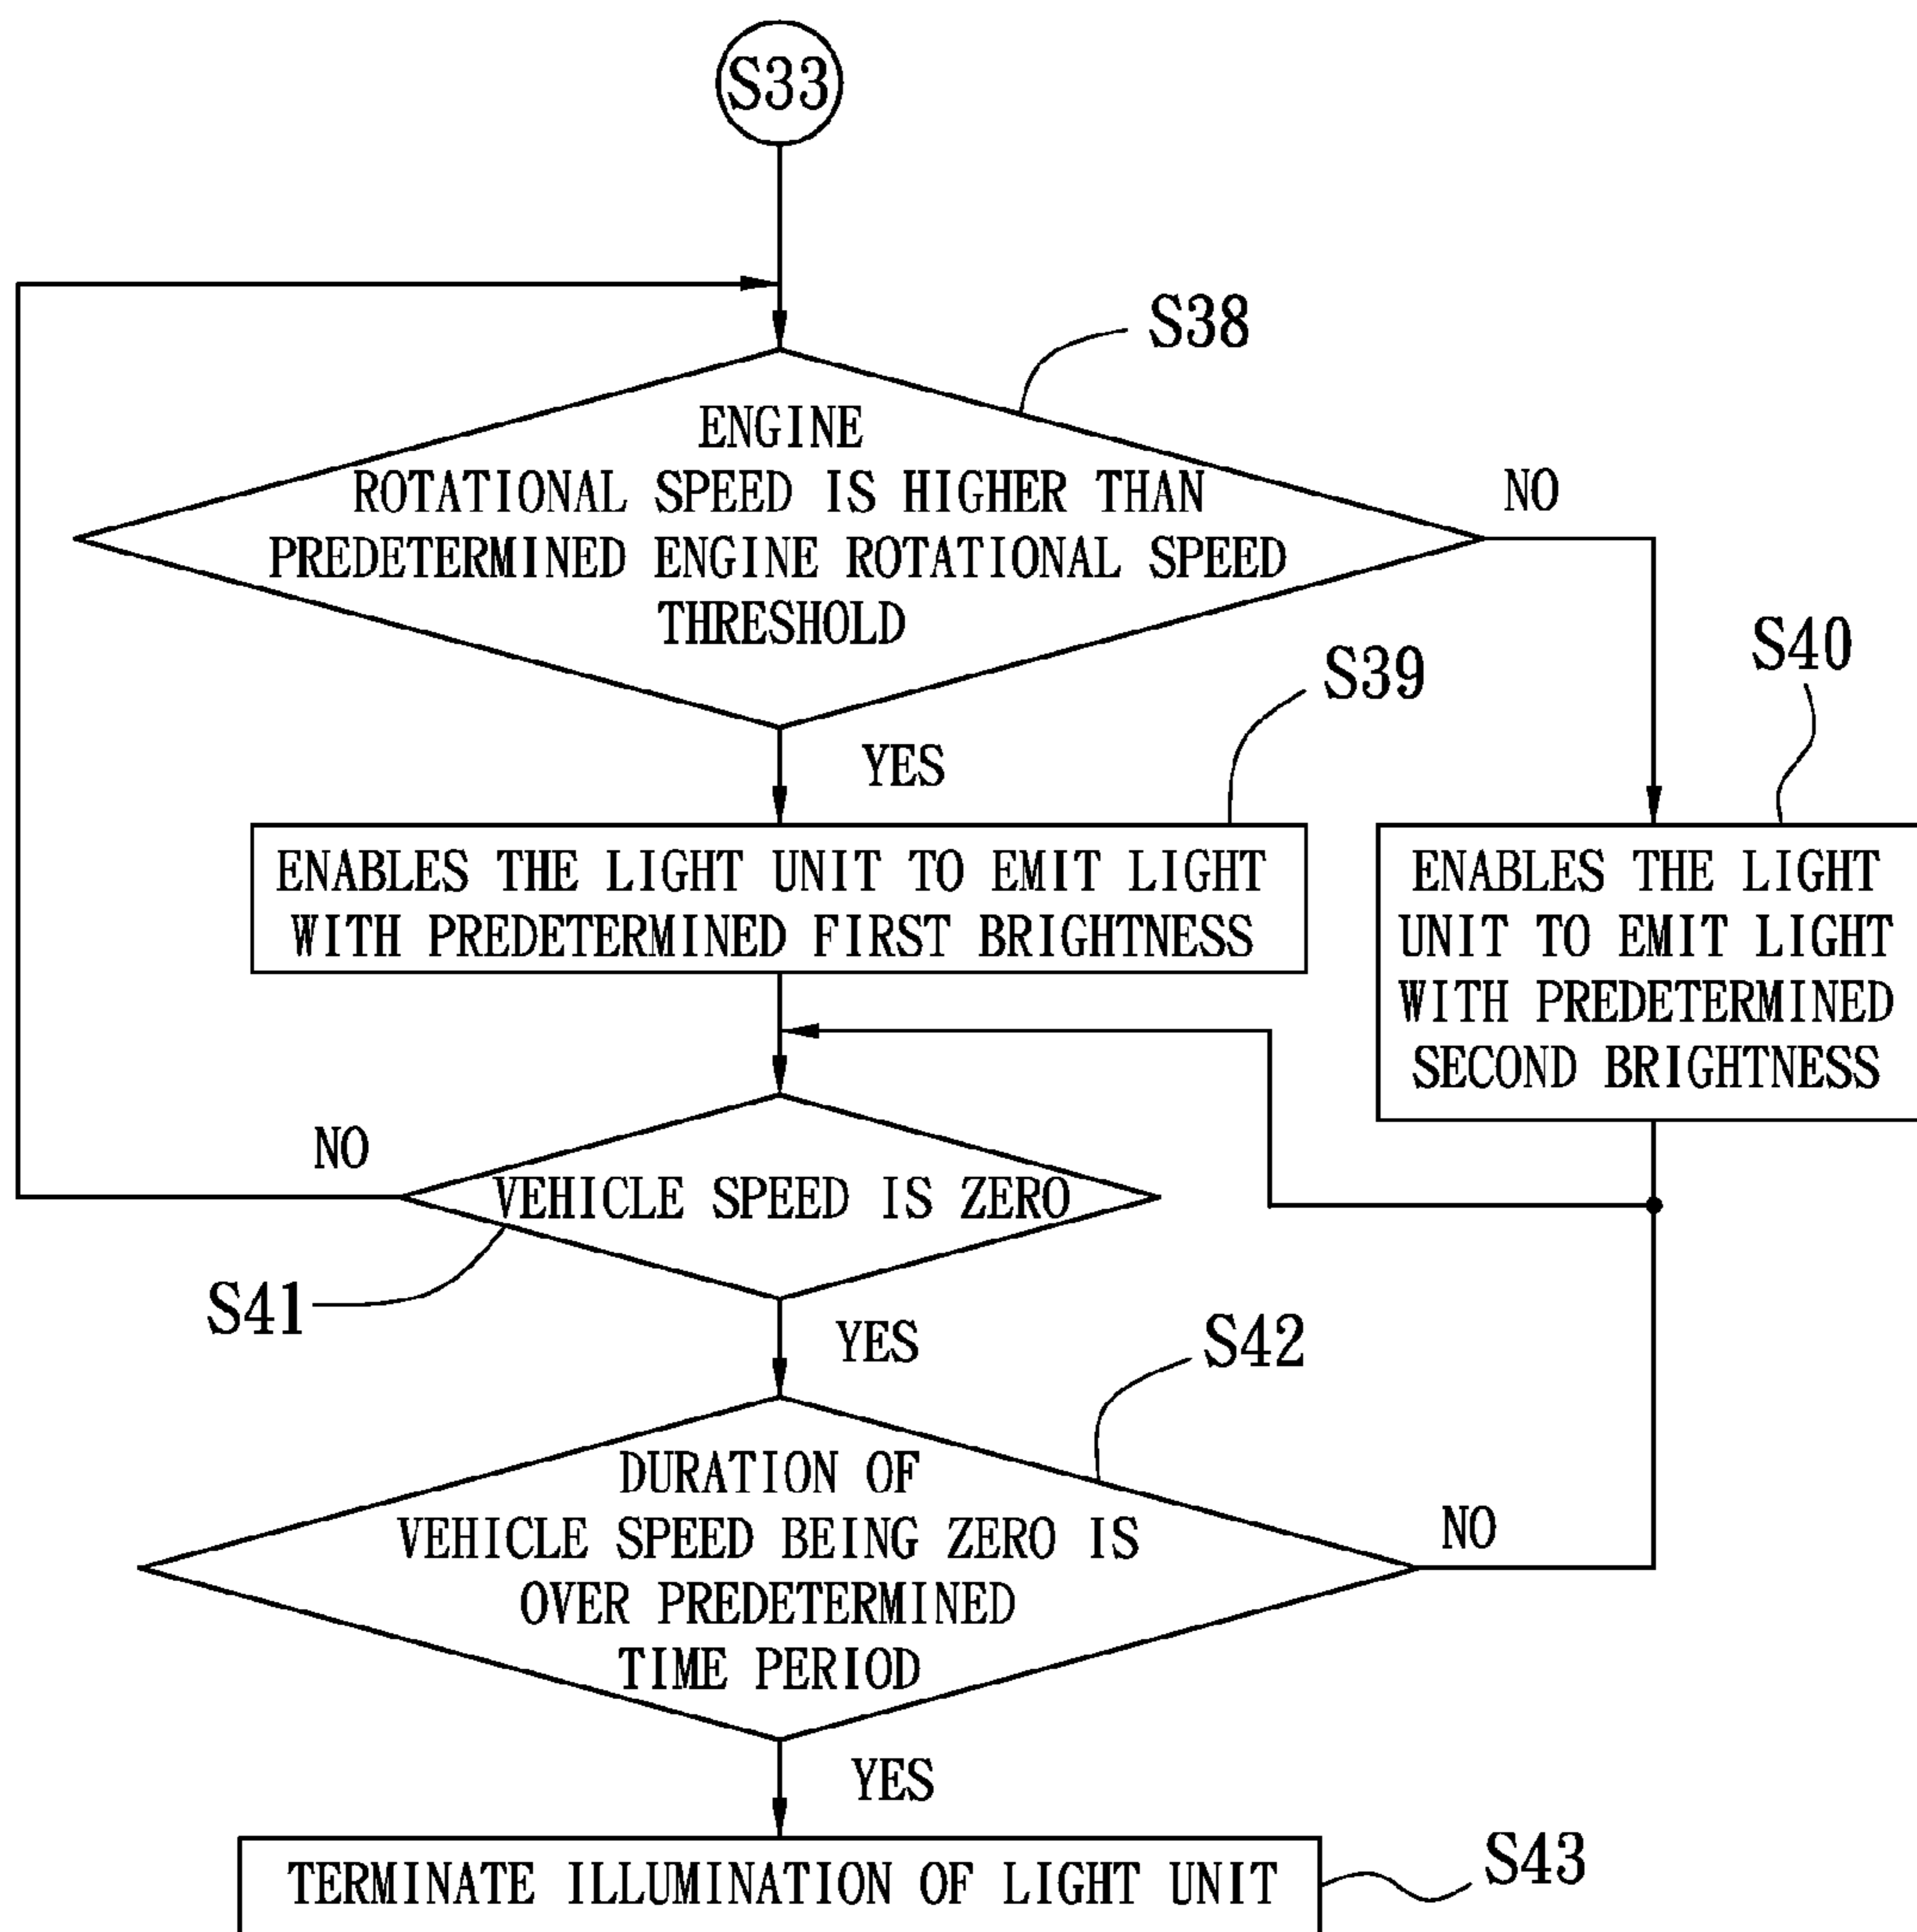 S33
S38
ENGINE
ROTATIONAL SPEED IS HIGHER THAN
PREDETERMINED ENGINE ROTATIONAL SPEED
THRESHOLD
NO
YES
S39
S40
ENABLES THE LIGHT UNIT TO EMIT LIGHT
WITH PREDETERMINED FIRST BRIGHTNESS
ENABLES THE LIGHT
UNIT TO EMIT LIGHT
WITH PREDETERMINED
SECOND BRIGHTNESS
NO
VEHICLE SPEED IS ZERO
S41
YES
S42
DURATION OF
VEHICLE SPEED BEING ZERO IS
OVER PREDETERMINED
TIME PERIOD
NO
YES
TERMINATE ILLUMINATION OF LIGHT UNIT
S43